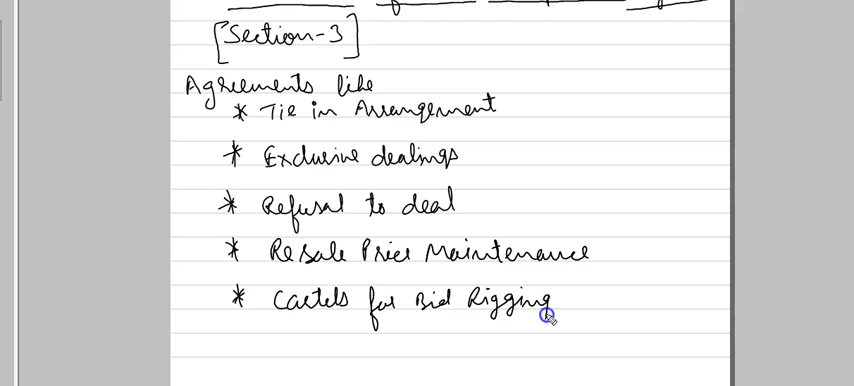 [Section-3]
Agreements like
* Tie in Arrangement
* Exclusive dealings
* Refusal to deal
* Resale Price Maintenance
* Cartels for Bid Rigging